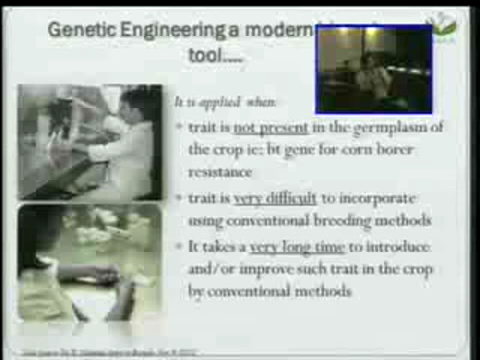 Genetic Engineering a modern
tool....
It is applied when:
• trait is not present in the germplasm of
the crop ie; bt gene for corn borer
resistance
• trait is very difficult to incorporate
using conventional breeding methods
• It takes a very long time to introduce
and/or improve such trait in the crop
by conventional methods